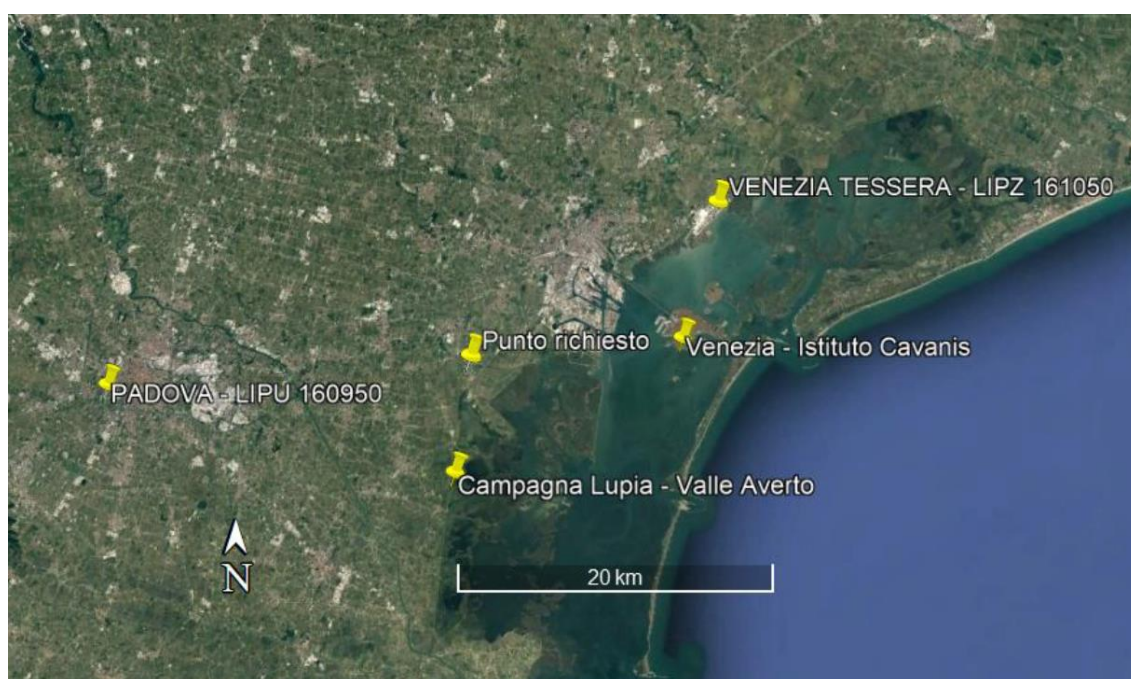 VENEZIA TESSERA - LIPZ 161050
Punto richiesto
Venezia - Istituto Cavanis
PADOVA - LIPU 160950
Campagna Lupia - Valle Averto
N
20 km